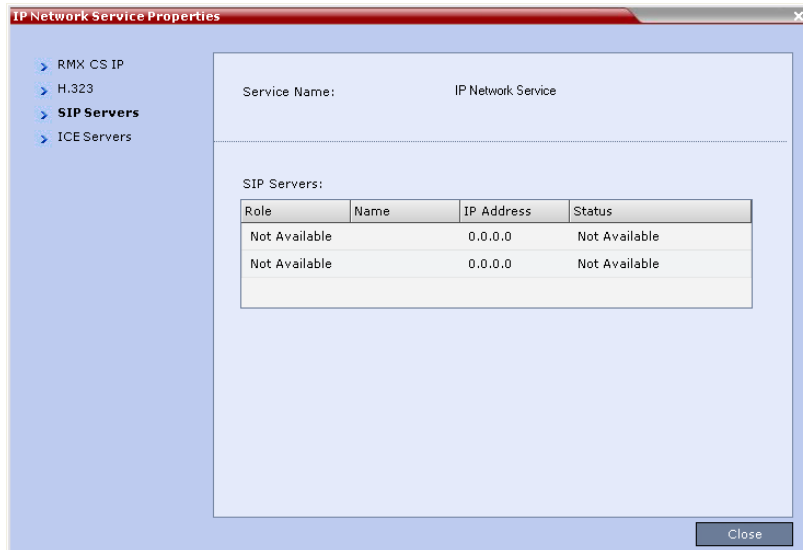 IP Network Service Properties
RMX CS IP
H.323
SIP Servers
ICE Servers
Service Name: IP Network Service
SIP Servers:
Role Name IP Address Status
Not Available 0.0.0.0 Not Available
Not Available 0.0.0.0 Not Available
Close